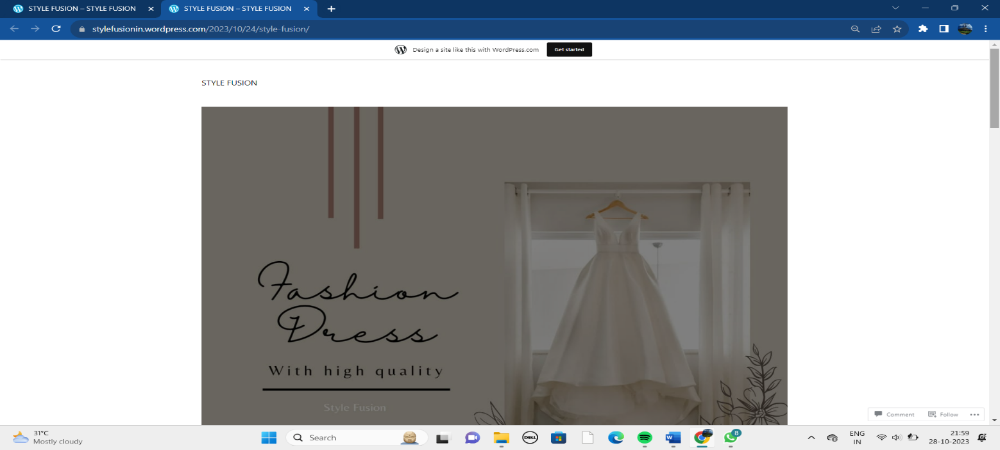 STYLE FUSION – STYLE FUSION
STYLE FUSION – STYLE FUSION
stylefusionin.wordpress.com/2023/10/24/style-fusion/
Design a site like this with WordPress.com
Get started
STYLE FUSION
Fashion
Dress
With high quality
Style Fusion
Comment
Follow
31°C
Mostly cloudy
Search
DELL
W
8
ENG
IN
21:59
28-10-2023